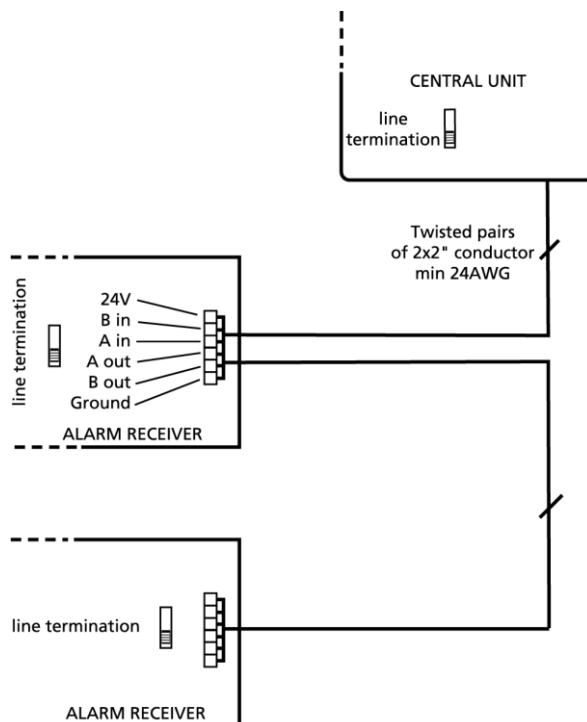 CENTRAL UNIT
line
termination
Twisted pairs
of 2x2" conductor
min 24AWG
line termination
24V
B in
A in
A out
B out
Ground
ALARM RECEIVER
line termination
ALARM RECEIVER